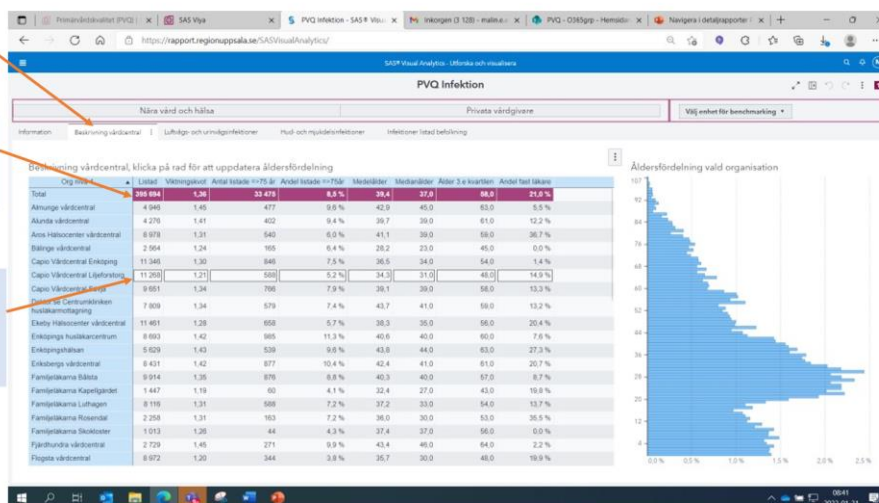 Primärvårdskvalitet (PVQ)
SAS Viya
PVQ Infektion - SAS® Visu
Inkorgen (3 128) - malin.e
PVQ - O365grp - Hemsida
Navigera i detaljrapporter
https://rapport.regionuppsala.se/SASVisualAnalytics/
SAS® Visual Analytics - Utforska och visualisera
PVQ Infektion
Nära vård och hälsa Privata vårdgivare Välj enhet för benchmarking
Information Beskrivning vårdcentral Luftvägs- och urinvägsinfektioner Hud- och mjukdelsinfektioner Infektioner listad befolkning
Beskrivning vårdcentral, klicka på rad för att uppdatera åldersfördelning
Listad Viktningskvot Antal listade =>75 år Andel listade =>75år Medelålder Medianålder Ålder 3:e kvartilen Andel fast läkare
Total 1,36 33 475 8,5 % 39,4 37,0 58,0 21,0 %
Almunge vårdcentral 4 946 1,45 477 9,6 % 42,9 45,0 63,0 5,5 %
Alunda vårdcentral 4 276 1,41 402 9,4 % 39,7 39,0 61,0 12,2 %
Aros Hälsocenter vårdcentral 8 978 1,31 540 6,0 % 41,1 39,0 59,0 36,7 %
Bälinge vårdcentral 2 564 1,24 165 6,4 % 28,2 23,0 45,0 0,0 %
Capio Vårdcentral Enköping 11 346 1,30 846 7,5 % 36,5 34,0 54,0 1,4 %
Capio Vårdcentral Liljeforstorg 11 268 1,21 588 5,2 % 34,3 31,0 48,0 14,9 %
Capio Vårdcentral 9 651 1,34 766 7,9 % 39,1 39,0 58,0 13,3 %
Centrumkliniken
husläkarmottagning 7 809 1,34 579 7,4 % 43,7 41,0 59,0 13,2 %
Ekeby Hälsocenter vårdcentral 11 461 1,28 658 5,7 % 38,3 35,0 56,0 20,4 %
Enköpings husläkarcentrum 8 693 1,42 985 11,3 % 40,6 40,0 60,0 7,6 %
Enköpingshälsan 5 629 1,43 539 9,6 % 43,8 44,0 63,0 27,3 %
Eriksbergs vårdcentral 8 431 1,42 877 10,4 % 42,4 41,0 61,0 20,7 %
Familjeläkarna Bålsta 9 914 1,35 876 8,8 % 40,3 40,0 57,0 8,7 %
Familjeläkarna Kapellgärdet 1 447 1,19 60 4,1 % 32,4 27,0 43,0 19,8 %
Familjeläkarna Luthagen 8 116 1,31 588 7,2 % 37,2 33,0 54,0 13,7 %
Familjeläkarna Rosendal 2 258 1,31 163 7,2 % 36,0 30,0 53,0 35,5 %
Familjeläkarna Skokloster 1 013 1,26 44 4,3 % 37,4 37,0 56,0 0,0 %
Fjärdhundra vårdcentral 2 729 1,45 271 9,9 % 43,4 46,0 64,0 2,2 %
Flogsta vårdcentral 8 972 1,20 344 3,8 % 35,7 30,0 48,0 19,9 %
Åldersfördelning vald organisation
107
92
84
76
68
60
52
44
36
28
20
12
4
0.0% 0.5% 1.0% 1.5% 2.0% 2.5%
06:41